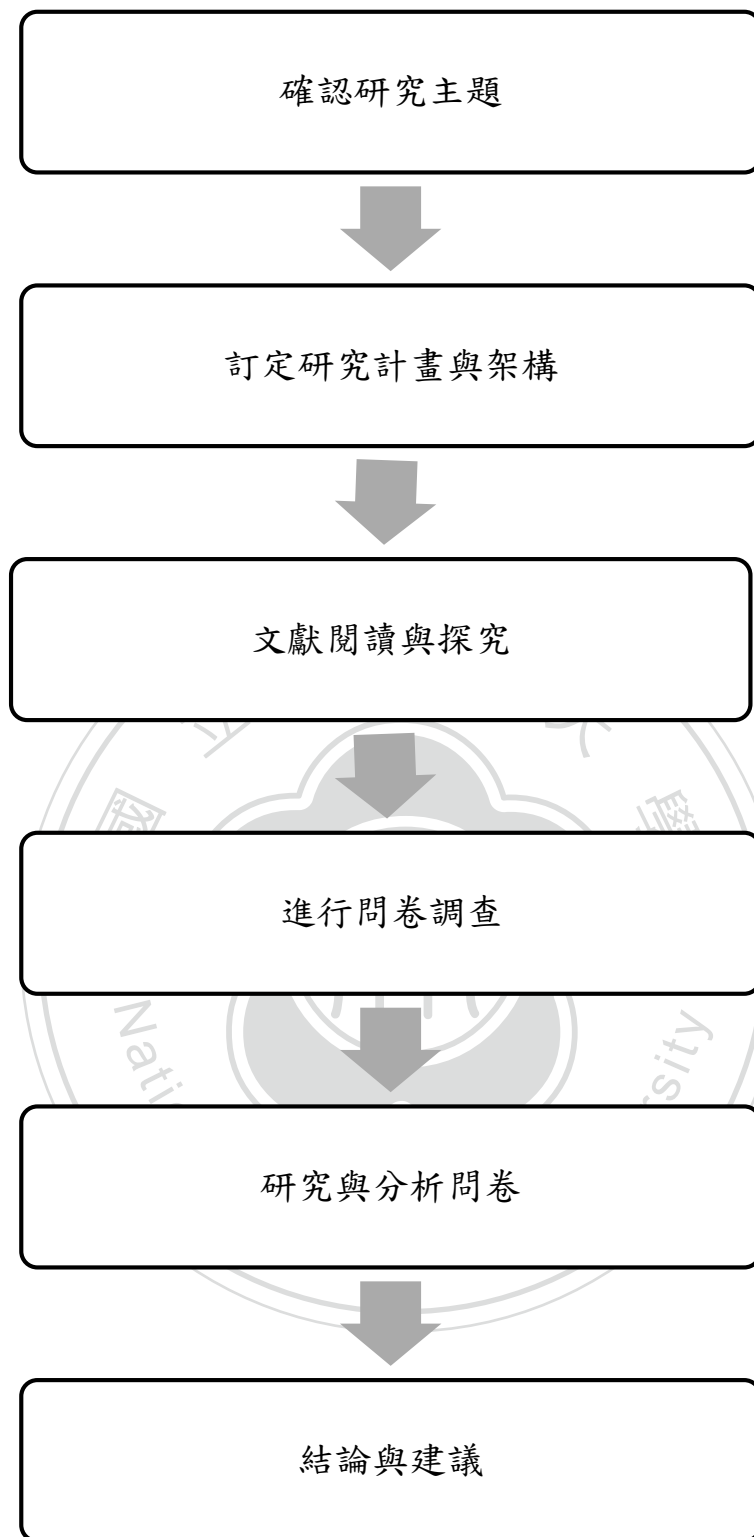 確認研究主題
訂定研究計畫與架構
文獻閱讀與探究
進行問卷調查
研究與分析問卷
結論與建議